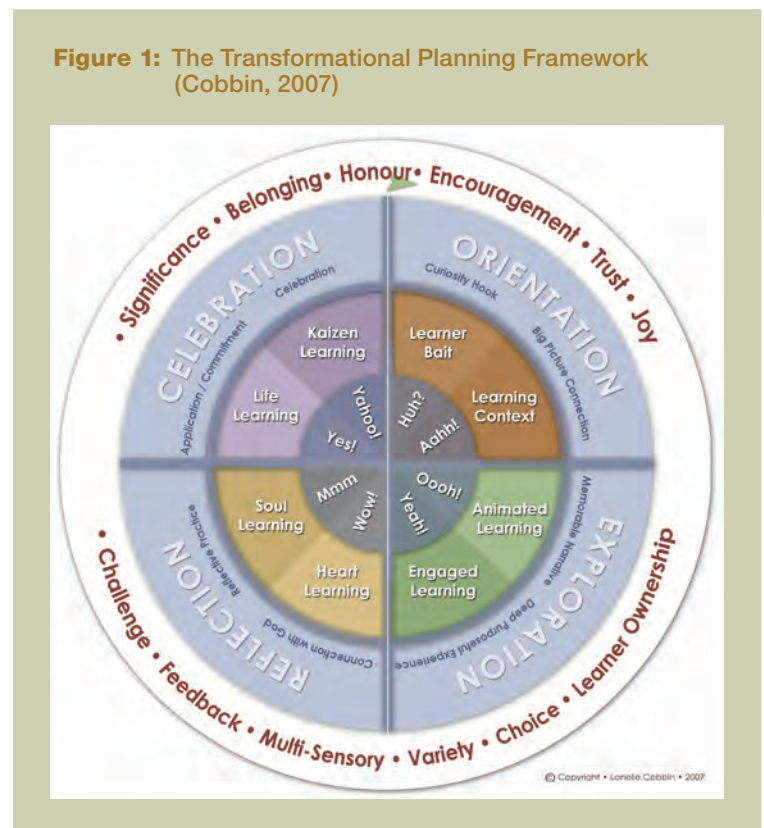 Figure 1: The Transformational Planning Framework
(Cobbin, 2007)
• Significance • Belonging • Honour • Encouragement • Trust • Joy
CELEBRATION
Celebration
Application / Commitment
Kaizen
Learning
Life
Learning
Yahoo!
Yes!
ORIENTATION
Curiosity Hook
Big Picture Connection
Learner
Bait
Learning
Context
Huh?
Aahh!
EXPLORATION
Memorable Narrative
Deep Purposeful Experience
Animated
Learning
Engaged
Learning
Oooh!
Yeah!
REFLECTION
Connection with God
Reflective Practice
Heart
Learning
Soul
Learning
Wow!
Mmm
• Challenge • Feedback • Multi-Sensory • Variety • Choice • Learner Ownership
© Copyright • Lanelle Cobbin • 2007